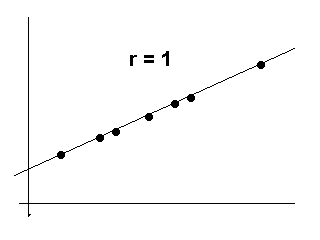 r = 1